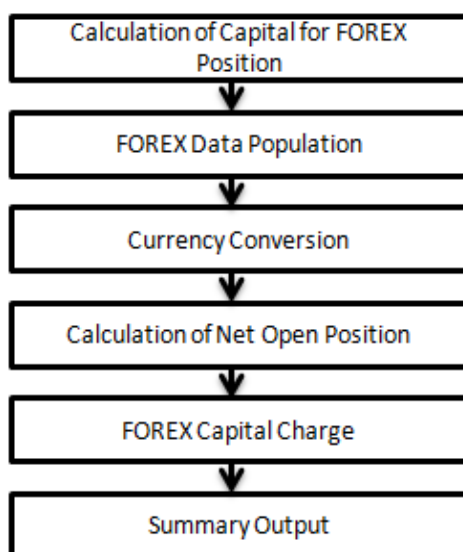 Calculation of Capital for FOREX
Position
FOREX Data Population
Currency Conversion
Calculation of Net Open Position
FOREX Capital Charge
Summary Output